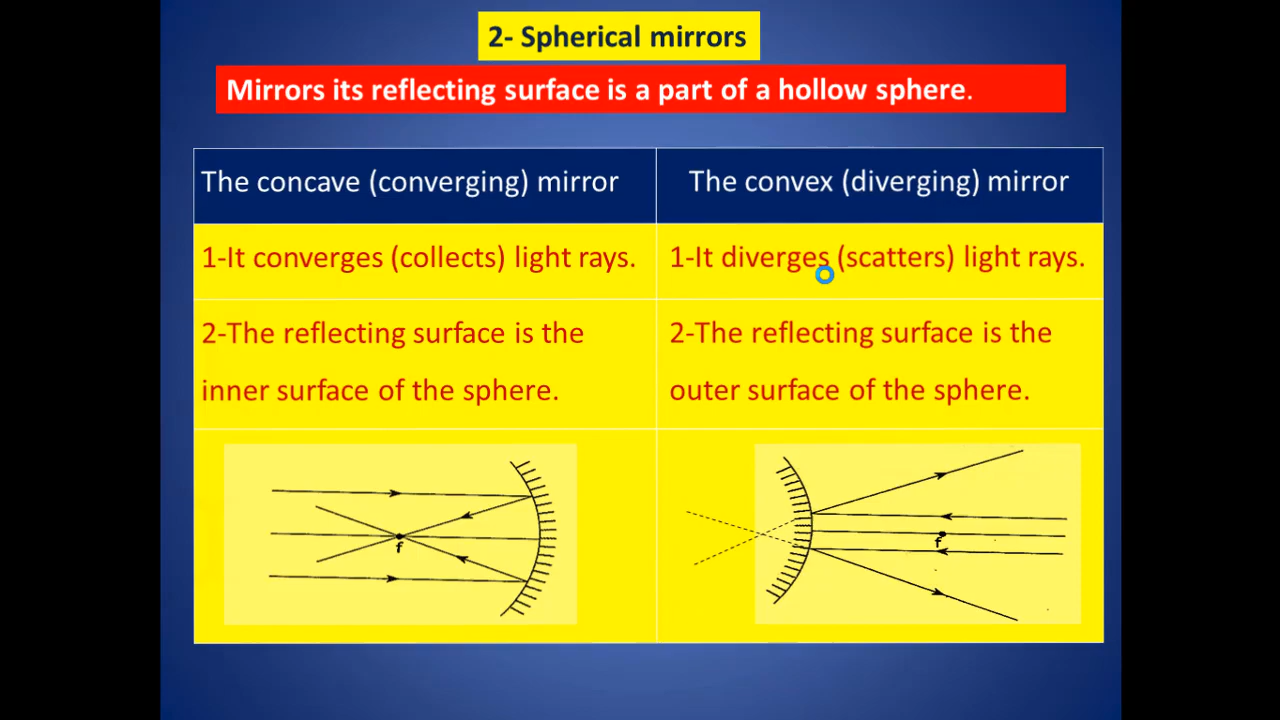 2- Spherical mirrors
Mirrors its reflecting surface is a part of a hollow sphere.
The concave (converging) mirror
The convex (diverging) mirror
1-It converges (collects) light rays.
1-It diverges (scatters) light rays.
2-The reflecting surface is the
inner surface of the sphere.
2-The reflecting surface is the
outer surface of the sphere.
f
f